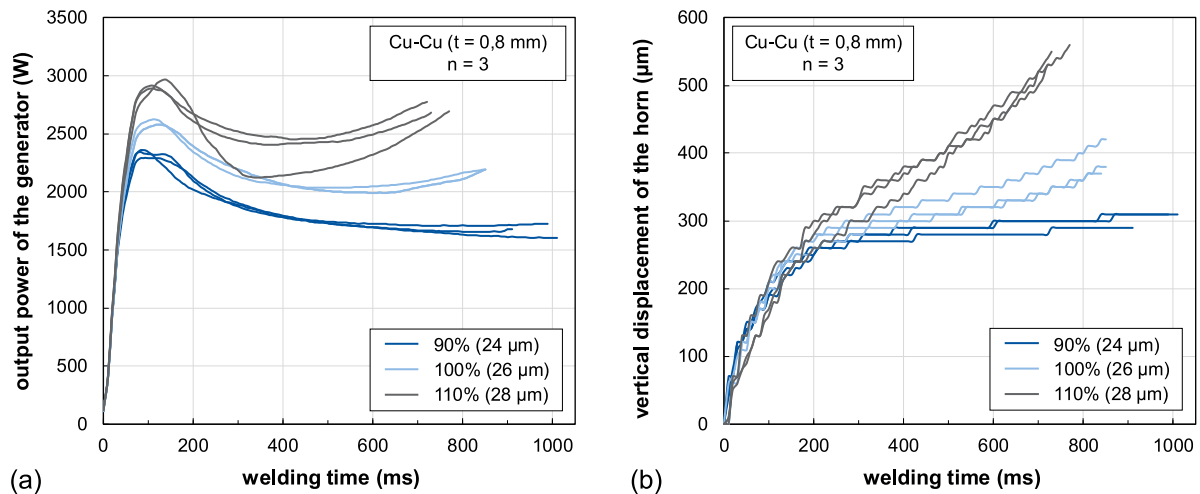 output power of the generator (W)
3500
3000
2500
2000
1500
1000
500
0
Cu-Cu (t = 0,8 mm)
n = 3
90% (24 µm)
100% (26 µm)
110% (28 µm)
0 200 400 600 800 1000
welding time (ms)
(a)
vertical displacement of the horn (µm)
600
500
400
300
200
100
0
Cu-Cu (t = 0,8 mm)
n = 3
90% (24 µm)
100% (26 µm)
110% (28 µm)
0 200 400 600 800 1000
welding time (ms)
(b)